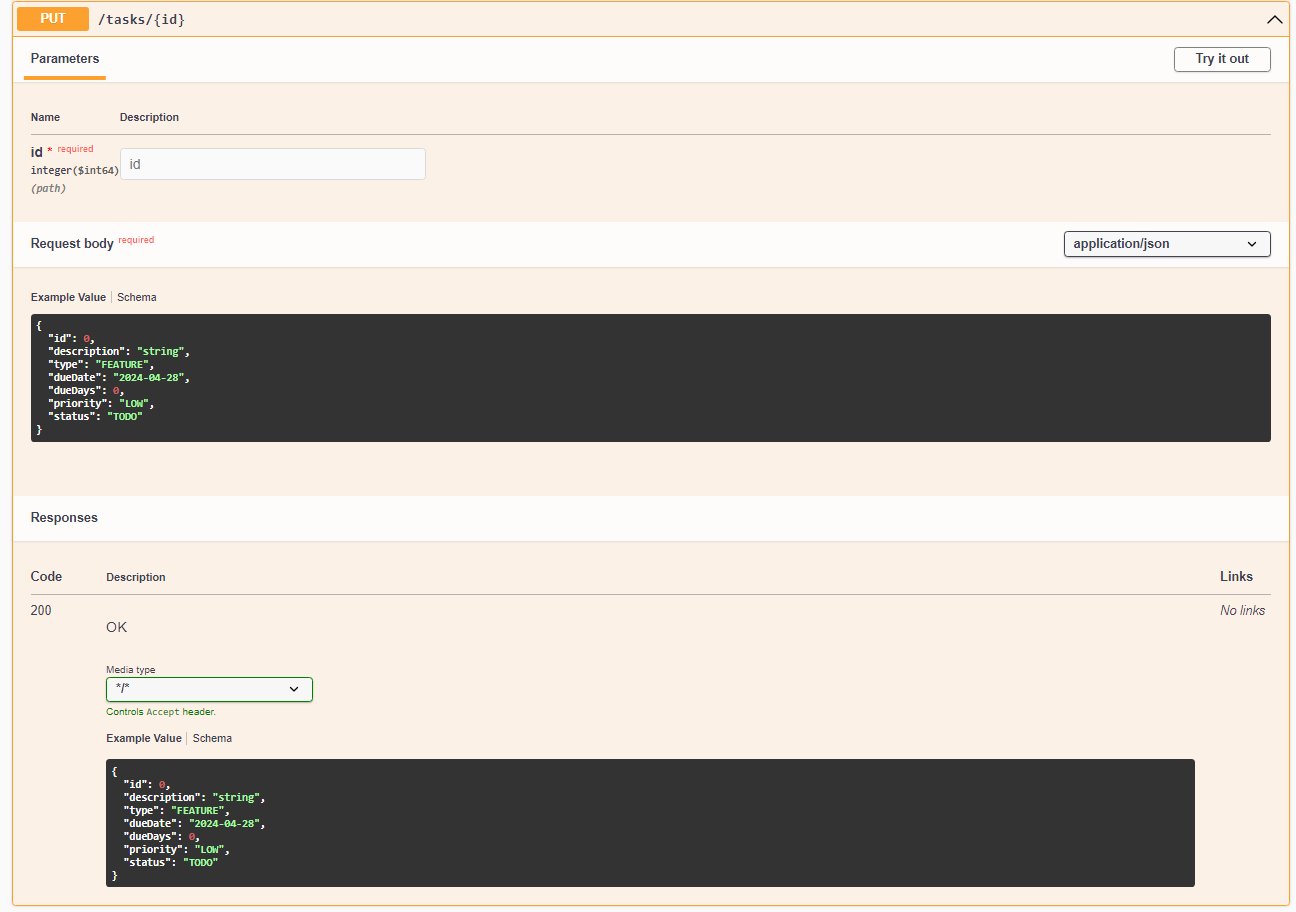 PUT /tasks/{id}
Parameters Try it out
Name Description
id * required
integer($int64)
(path)
id
Request body required application/json
Example Value Schema
{
  "id": 0,
  "description": "string",
  "type": "FEATURE",
  "dueDate": "2024-04-28",
  "dueDays": 0,
  "priority": "LOW",
  "status": "TODO"
}
Responses
Code Description Links
200 OK No links
Media type
*/*
Controls Accept header.
Example Value Schema
{
  "id": 0,
  "description": "string",
  "type": "FEATURE",
  "dueDate": "2024-04-28",
  "dueDays": 0,
  "priority": "LOW",
  "status": "TODO"
}